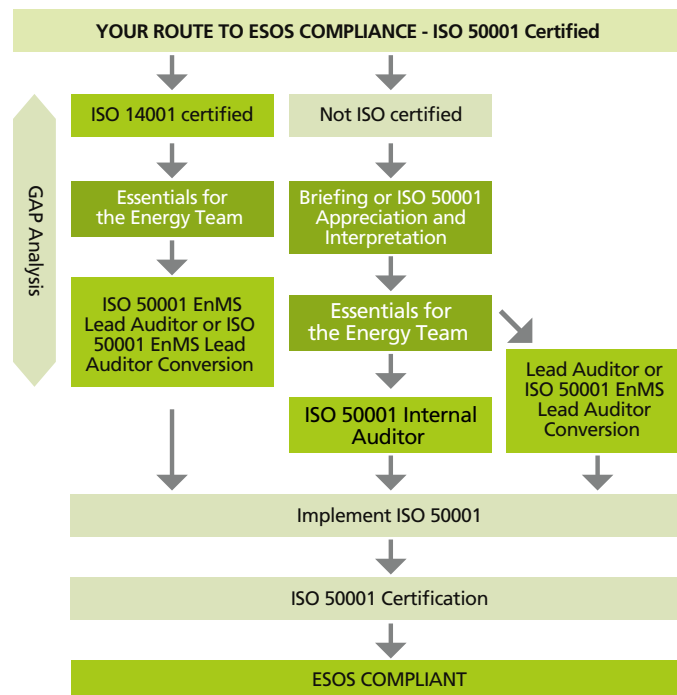 YOUR ROUTE TO ESOS COMPLIANCE - ISO 50001 Certified
GAP Analysis
ISO 14001 certified
Not ISO certified
Essentials for
the Energy Team
Briefing or ISO 50001
Appreciation and
Interpretation
ISO 50001 EnMS
Lead Auditor or ISO
50001 EnMS Lead
Auditor Conversion
Essentials for
the Energy Team
Lead Auditor or
ISO 50001 EnMS
Lead Auditor
Conversion
ISO 50001 Internal
Auditor
Implement ISO 50001
ISO 50001 Certification
ESOS COMPLIANT